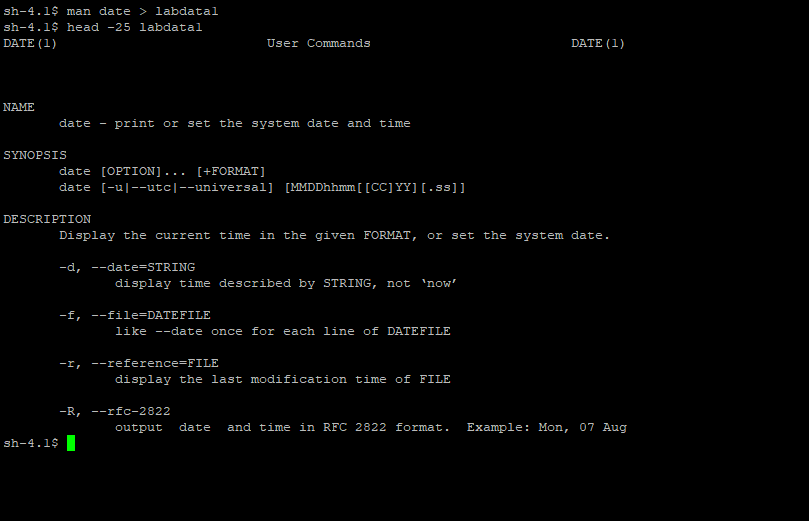 sh-4.1$ man date > labdata1
sh-4.1$ head -25 labdata1
DATE(1)                          User Commands                         DATE(1)
NAME
       date - print or set the system date and time
SYNOPSIS
       date [OPTION]... [+FORMAT]
       date [-u|--utc|--universal] [MMDDhhmm[[CC]YY][.ss]]
DESCRIPTION
       Display the current time in the given FORMAT, or set the system date.
       -d, --date=STRING
              display time described by STRING, not ‘now’
       -f, --file=DATEFILE
              like --date once for each line of DATEFILE
       -r, --reference=FILE
              display the last modification time of FILE
       -R, --rfc-2822
              output  date  and time in RFC 2822 format.  Example: Mon, 07 Aug
sh-4.1$